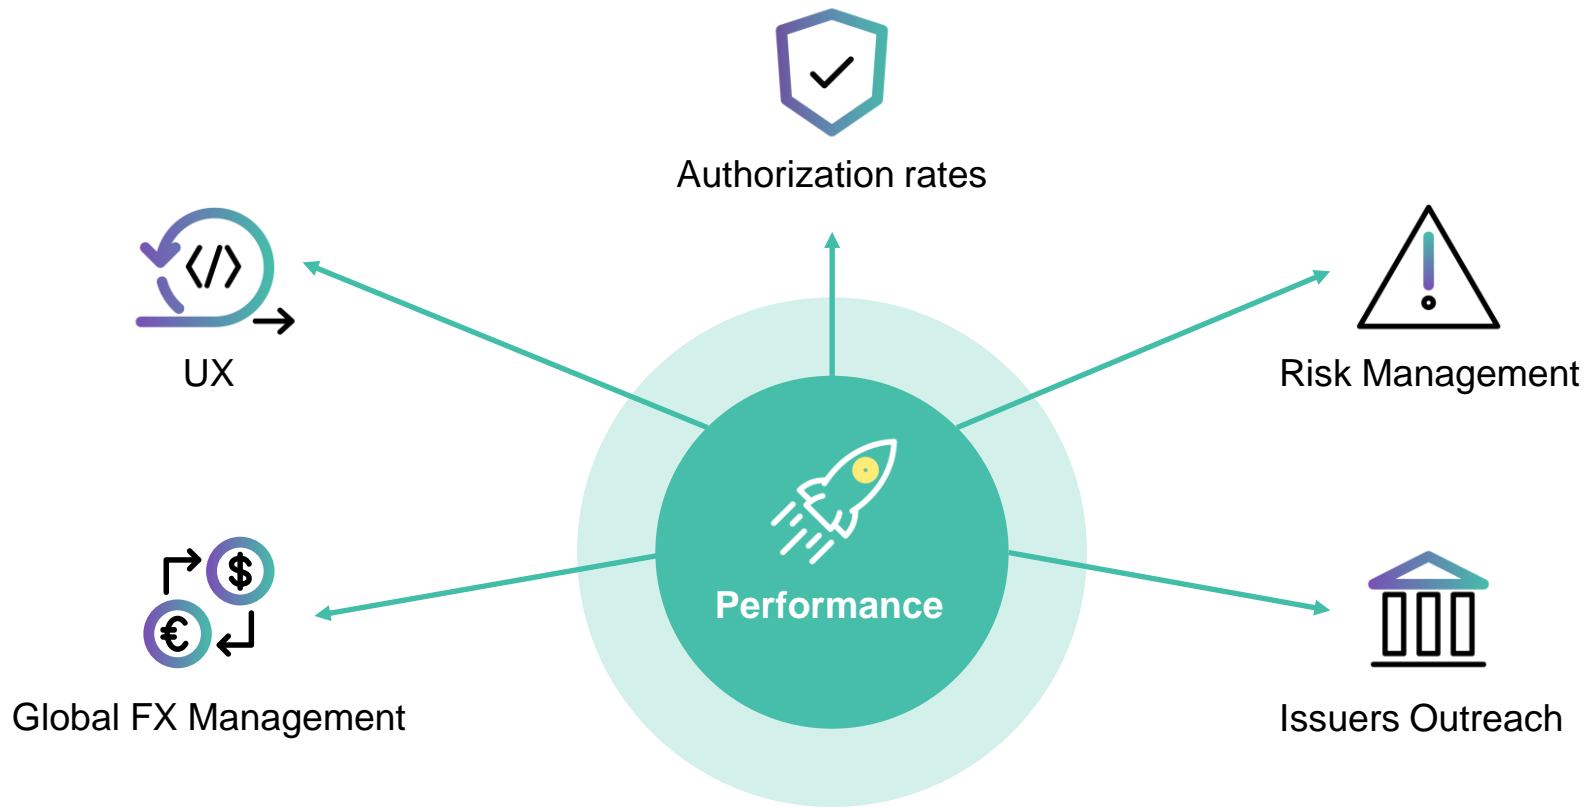 Authorization rates
UX
Risk Management
Performance
Global FX Management
Issuers Outreach